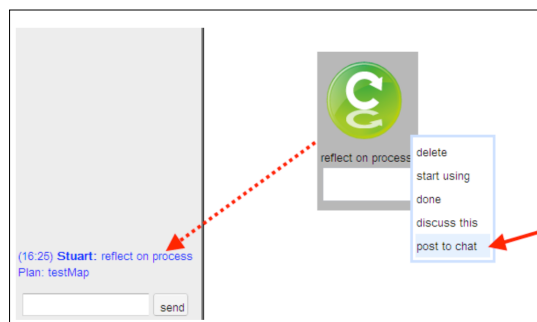 reflect on process
delete
start using
done
discuss this
post to chat
(16:25) Stuart: reflect on process
Plan: testMap
send